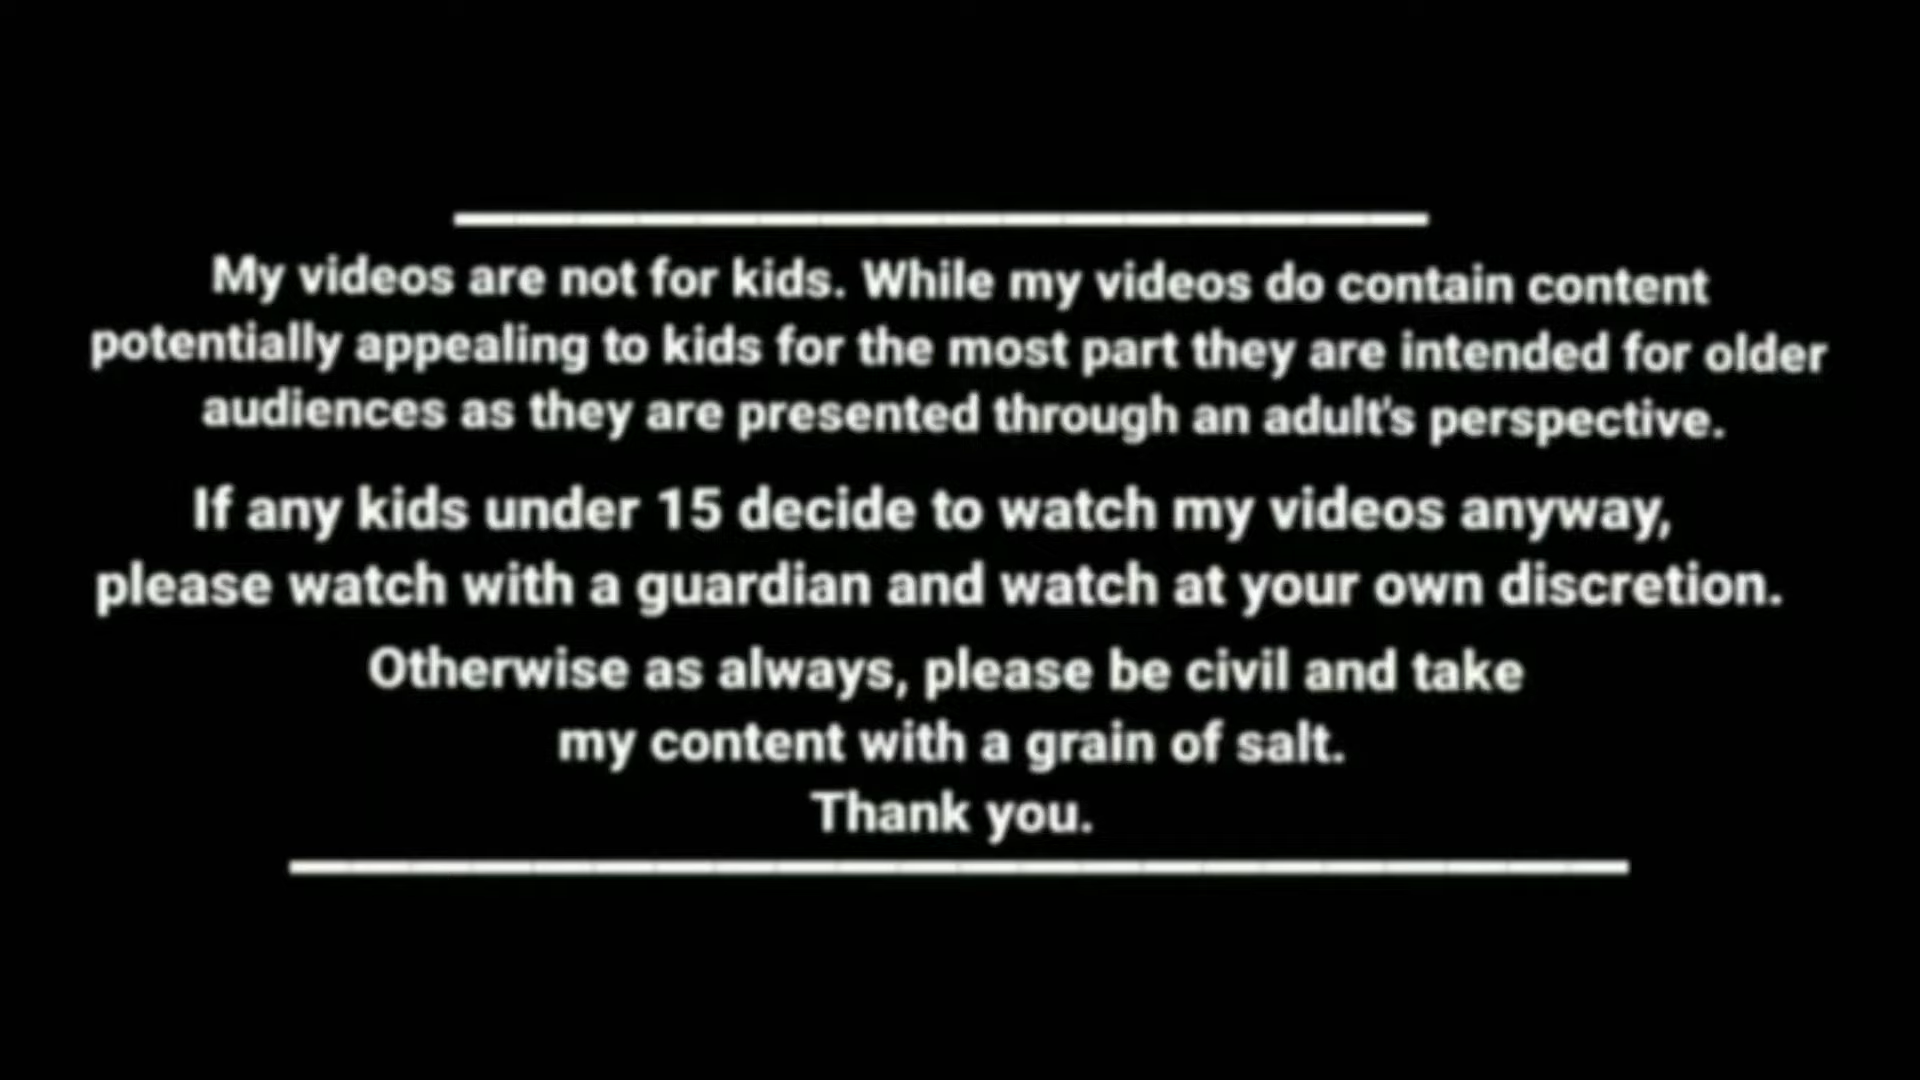 My videos are not for kids. While my videos do contain content
potentially appealing to kids for the most part they are intended for older
audiences as they are presented through an adult's perspective.
If any kids under 15 decide to watch my videos anyway,
please watch with a guardian and watch at your own discretion.
Otherwise as always, please be civil and take
my content with a grain of salt.
Thank you.